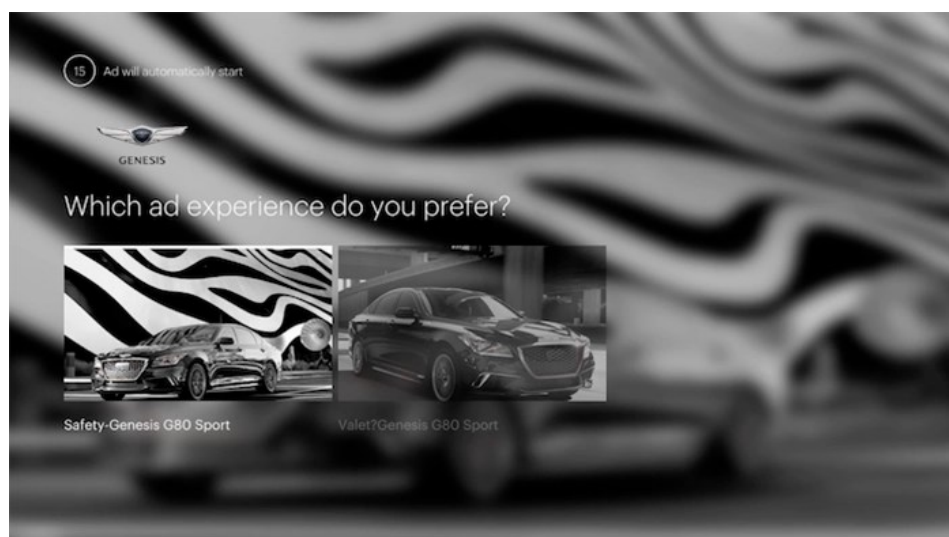 15 Ad will automatically start
GENESIS
Which ad experience do you prefer?
Safety-Genesis G80 Sport
Valet?Genesis G80 Sport